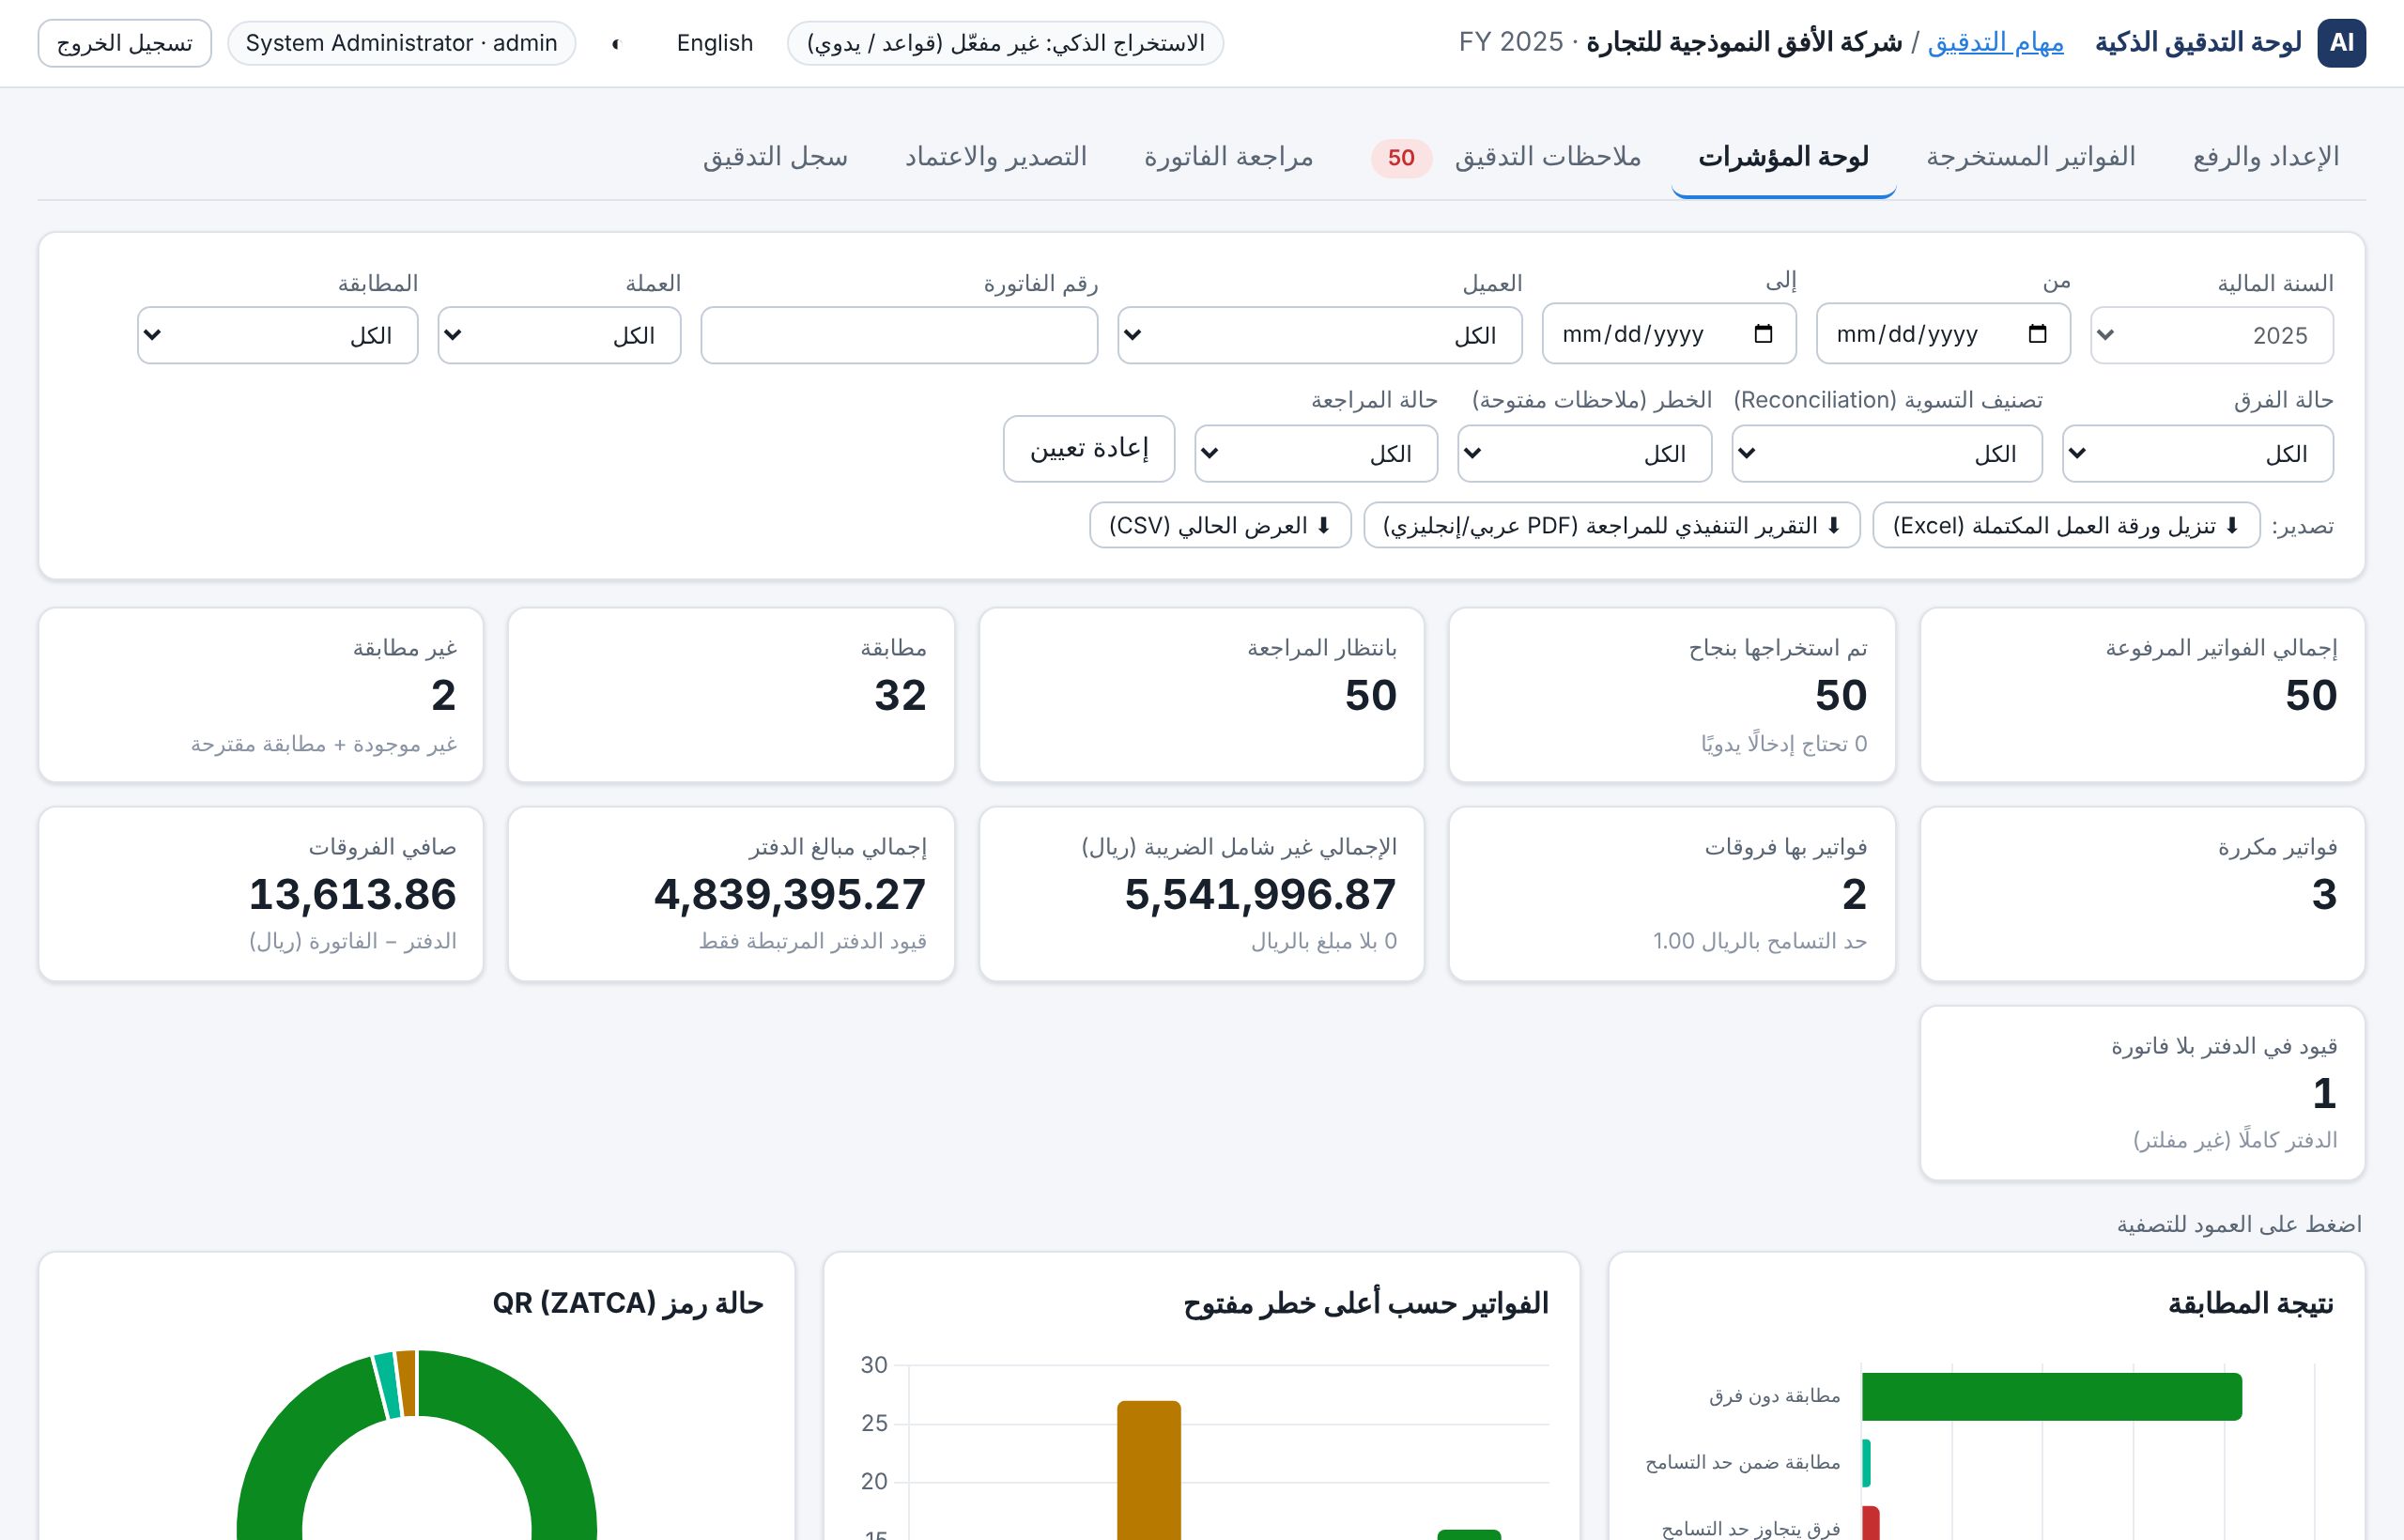 AI لوحة التدقيق الذكية مهام التدقيق / شركة الأفق النموذجية للتجارة · FY 2025 الاستخراج الذكي: غير مفعّل (قواعد / يدوي) English System Administrator · admin تسجيل الخروج
الإعداد والرفع الفواتير المستخرجة لوحة المؤشرات ملاحظات التدقيق 50 مراجعة الفاتورة التصدير والاعتماد سجل التدقيق
السنة المالية من إلى العميل رقم الفاتورة العملة المطابقة
2025 mm/dd/yyyy mm/dd/yyyy الكل الكل الكل
حالة الفرق تصنيف التسوية (Reconciliation) الخطر (ملاحظات مفتوحة) حالة المراجعة
الكل الكل الكل الكل إعادة تعيين
تصدير: ⬇ تنزيل ورقة العمل المكتملة (Excel) ⬇ التقرير التنفيذي للمراجعة (PDF عربي/إنجليزي) ⬇ العرض الحالي (CSV)
إجمالي الفواتير المرفوعة تم استخراجها بنجاح بانتظار المراجعة مطابقة غير مطابقة
50 50 50 32 2
0 تحتاج إدخالًا يدويًا غير موجودة + مطابقة مقترحة
فواتير مكررة فواتير بها فروقات الإجمالي غير شامل الضريبة (ريال) إجمالي مبالغ الدفتر صافي الفروقات
3 2 5,541,996.87 4,839,395.27 13,613.86
حد التسامح بالريال 1.00 0 بلا مبلغ بالريال قيود الدفتر المرتبطة فقط الدفتر − الفاتورة (ريال)
قيود في الدفتر بلا فاتورة
1
الدفتر كاملًا (غير مفلتر)
اضغط على العمود للتصفية
نتيجة المطابقة الفواتير حسب أعلى خطر مفتوح حالة رمز QR (ZATCA)
مطابقة دون فرق
مطابقة ضمن حد التسامح
فرق يتجاوز حد التسامح
30
25
20
15